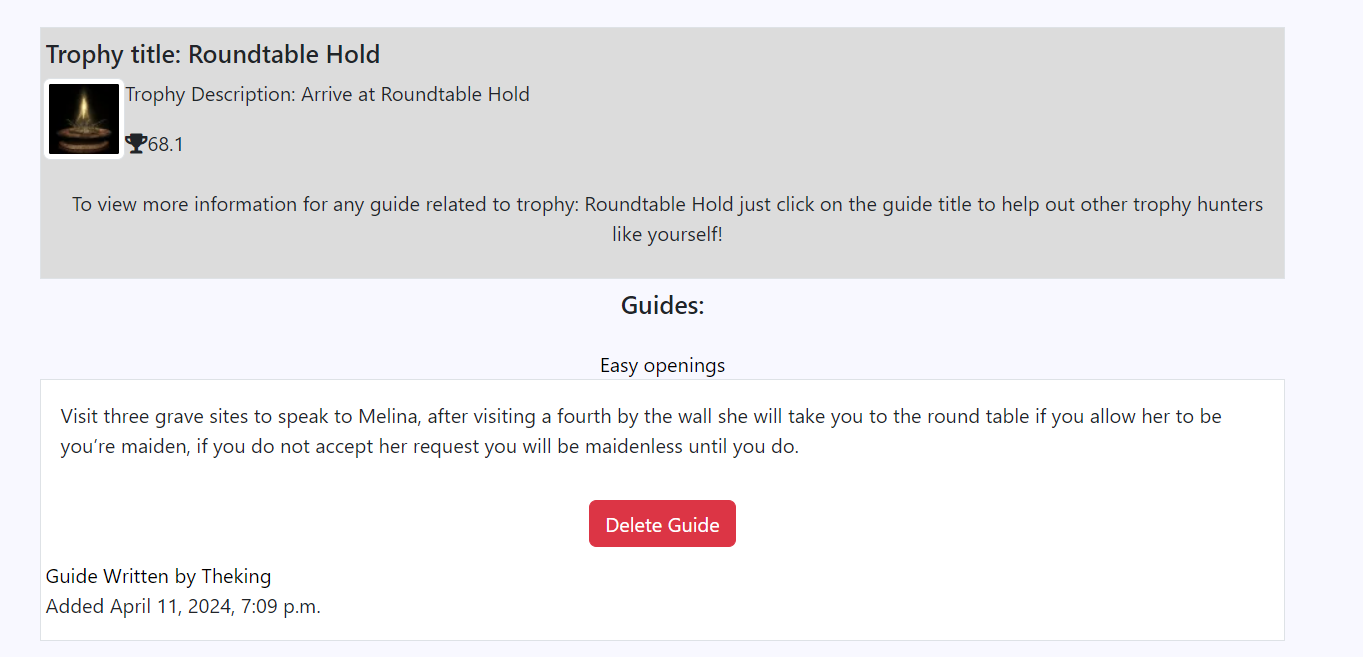 Trophy title: Roundtable Hold
Trophy Description: Arrive at Roundtable Hold
68.1
To view more information for any guide related to trophy: Roundtable Hold just click on the guide title to help out other trophy hunters
like yourself!
Guides:
Easy openings
Visit three grave sites to speak to Melina, after visiting a fourth by the wall she will take you to the round table if you allow her to be
you’re maiden, if you do not accept her request you will be maidenless until you do.
Delete Guide
Guide Written by Theking
Added April 11, 2024, 7:09 p.m.